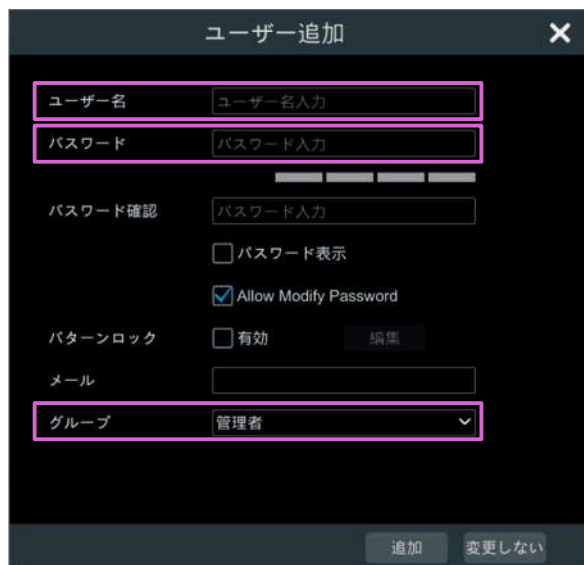 ユーザー追加
ユーザー名 ユーザー名入力
パスワード パスワード入力
パスワード確認 パスワード入力
パスワード表示
Allow Modify Password
パターンロック 有効 編集
メール
グループ 管理者
追加 変更しない